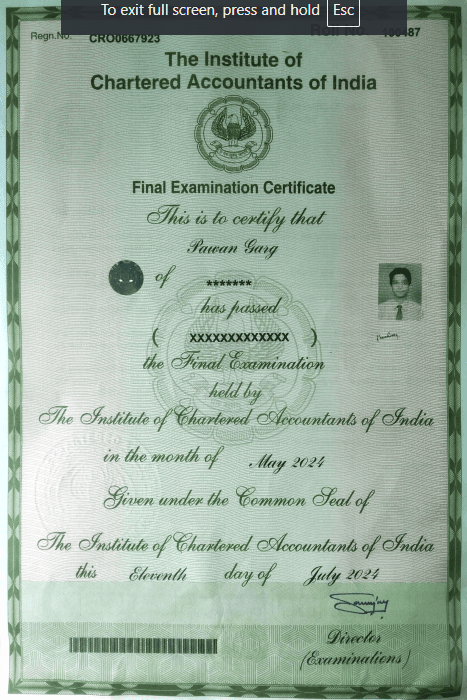 To exit full screen, press and hold Esc
Regn.No. CRO0667923
The Institute of
Chartered Accountants of India
Final Examination Certificate
This is to certify that
Pawan Garg
of *******
has passed
( xxxxxxxxxxxxx )
the Final Examination
held by
The Institute of Chartered Accountants of India
in the month of May 2024
Given under the Common Seal of
The Institute of Chartered Accountants of India
this Eleventh day of July 2024
Director
(Examinations)